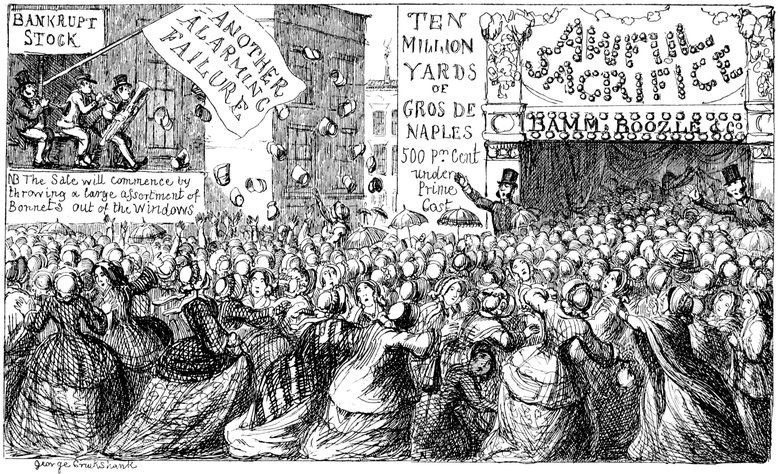 BANKRUPT
STOCK
ANOTHER
ALARMING
FAILURE
NB The Sale will commence by
throwing a large assortment of
Bonnets out of the Windows
TEN
MILLION
YARDS
OF
GROS DE
NAPLES
500 Pr Cent
under
Prime
Cost
AWFUL
SACRIFICE
HAMM. BOOZLE & Co
George Cruikshank